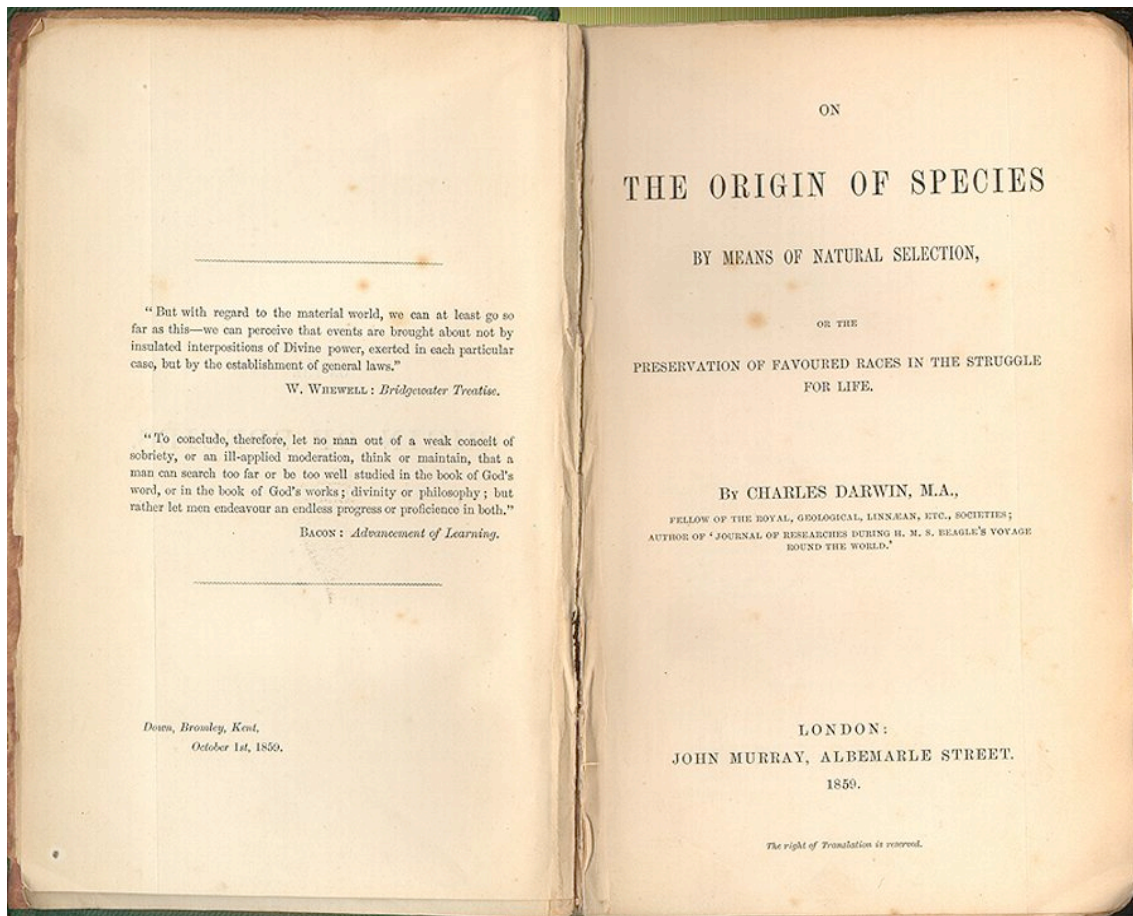 “But with regard to the material world, we can at least go so
far as this—we can perceive that events are brought about not by
insulated interpositions of Divine power, exerted in each particular
case, but by the establishment of general laws.”
W. WHEWELL: Bridgewater Treatise.
“To conclude, therefore, let no man out of a weak conceit of
sobriety, or an ill-applied moderation, think or maintain, that a
man can search too far or be too well studied in the book of God's
word, or in the book of God's works; divinity or philosophy; but
rather let men endeavour an endless progress or proficience in both.”
BACON: Advancement of Learning.
Down, Bromley, Kent,
October 1st, 1859.
ON
THE ORIGIN OF SPECIES
BY MEANS OF NATURAL SELECTION,
OR THE
PRESERVATION OF FAVOURED RACES IN THE STRUGGLE
FOR LIFE.
BY CHARLES DARWIN, M.A.,
FELLOW OF THE ROYAL, GEOLOGICAL, LINNÆAN, ETC., SOCIETIES;
AUTHOR OF 'JOURNAL OF RESEARCHES DURING H. M. S. BEAGLE'S VOYAGE
ROUND THE WORLD.'
LONDON:
JOHN MURRAY, ALBEMARLE STREET.
1859.
The right of Translation is reserved.